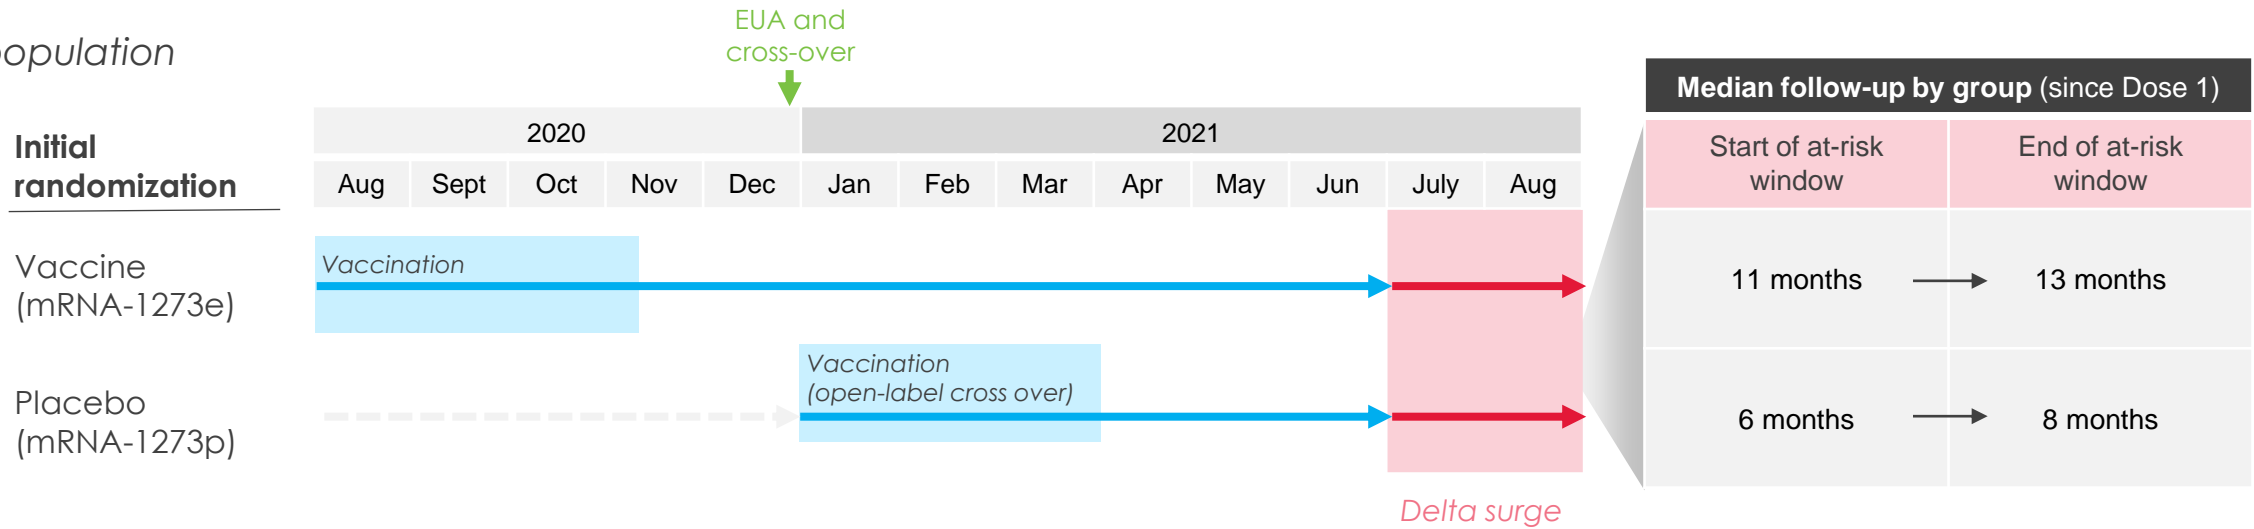 EUA and
cross-over
population
Median follow-up by group (since Dose 1)
Initial
randomization
2020
2021
Aug Sept Oct Nov Dec Jan Feb Mar Apr May Jun July Aug
Start of at-risk
window
End of at-risk
window
Vaccine
(mRNA-1273e)
Vaccination
11 months
13 months
Placebo
(mRNA-1273p)
Vaccination
(open-label cross over)
6 months
8 months
Delta surge